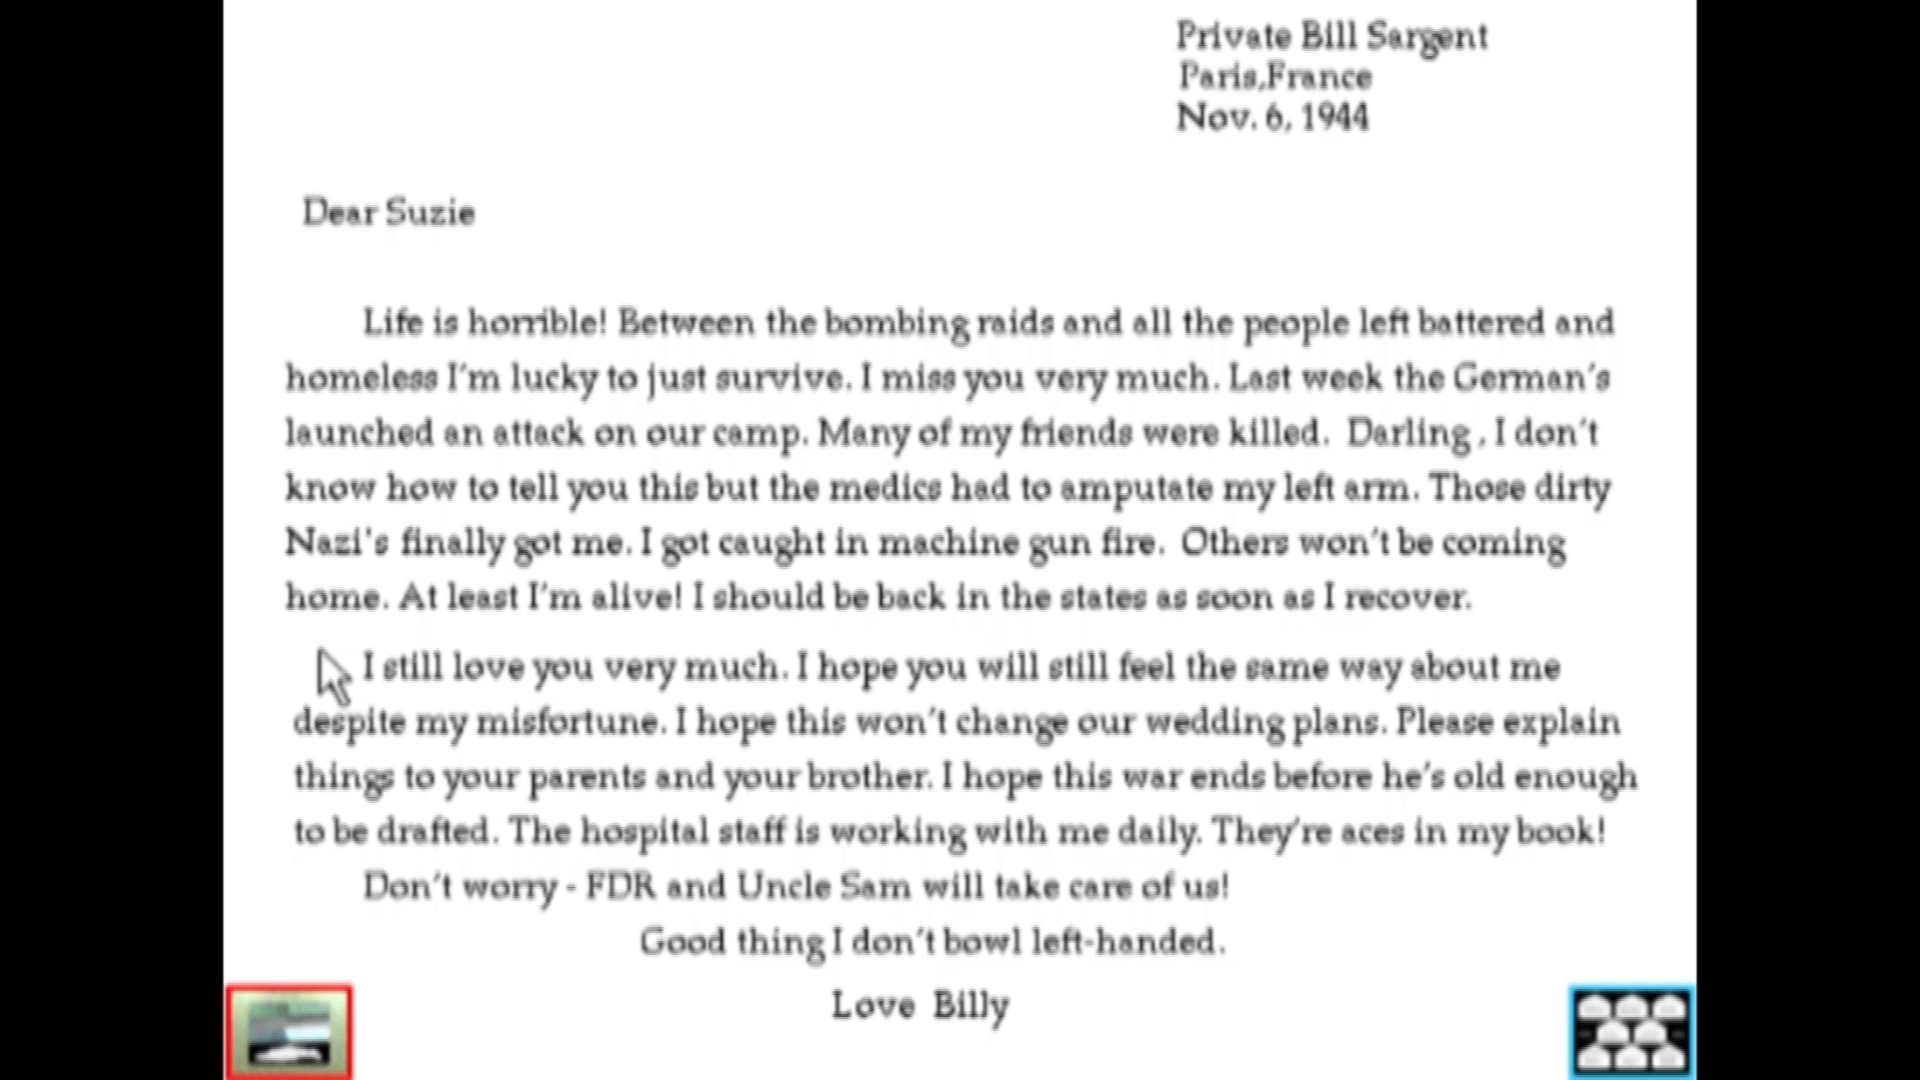 Private Bill Sargent
Paris,France
Nov. 6, 1944
Dear Suzie
Life is horrible! Between the bombing raids and all the people left battered and
homeless I'm lucky to just survive. I miss you very much. Last week the German's
launched an attack on our camp. Many of my friends were killed. Darling , I don't
know how to tell you this but the medics had to amputate my left arm. Those dirty
Nazi's finally got me. I got caught in machine gun fire. Others won't be coming
home. At least I'm alive! I should be back in the states as soon as I recover.
I still love you very much. I hope you will still feel the same way about me
despite my misfortune. I hope this won't change our wedding plans. Please explain
things to your parents and your brother. I hope this war ends before he's old enough
to be drafted. The hospital staff is working with me daily. They're aces in my book!
Don't worry - FDR and Uncle Sam will take care of us!
Good thing I don't bowl left-handed.
Love Billy